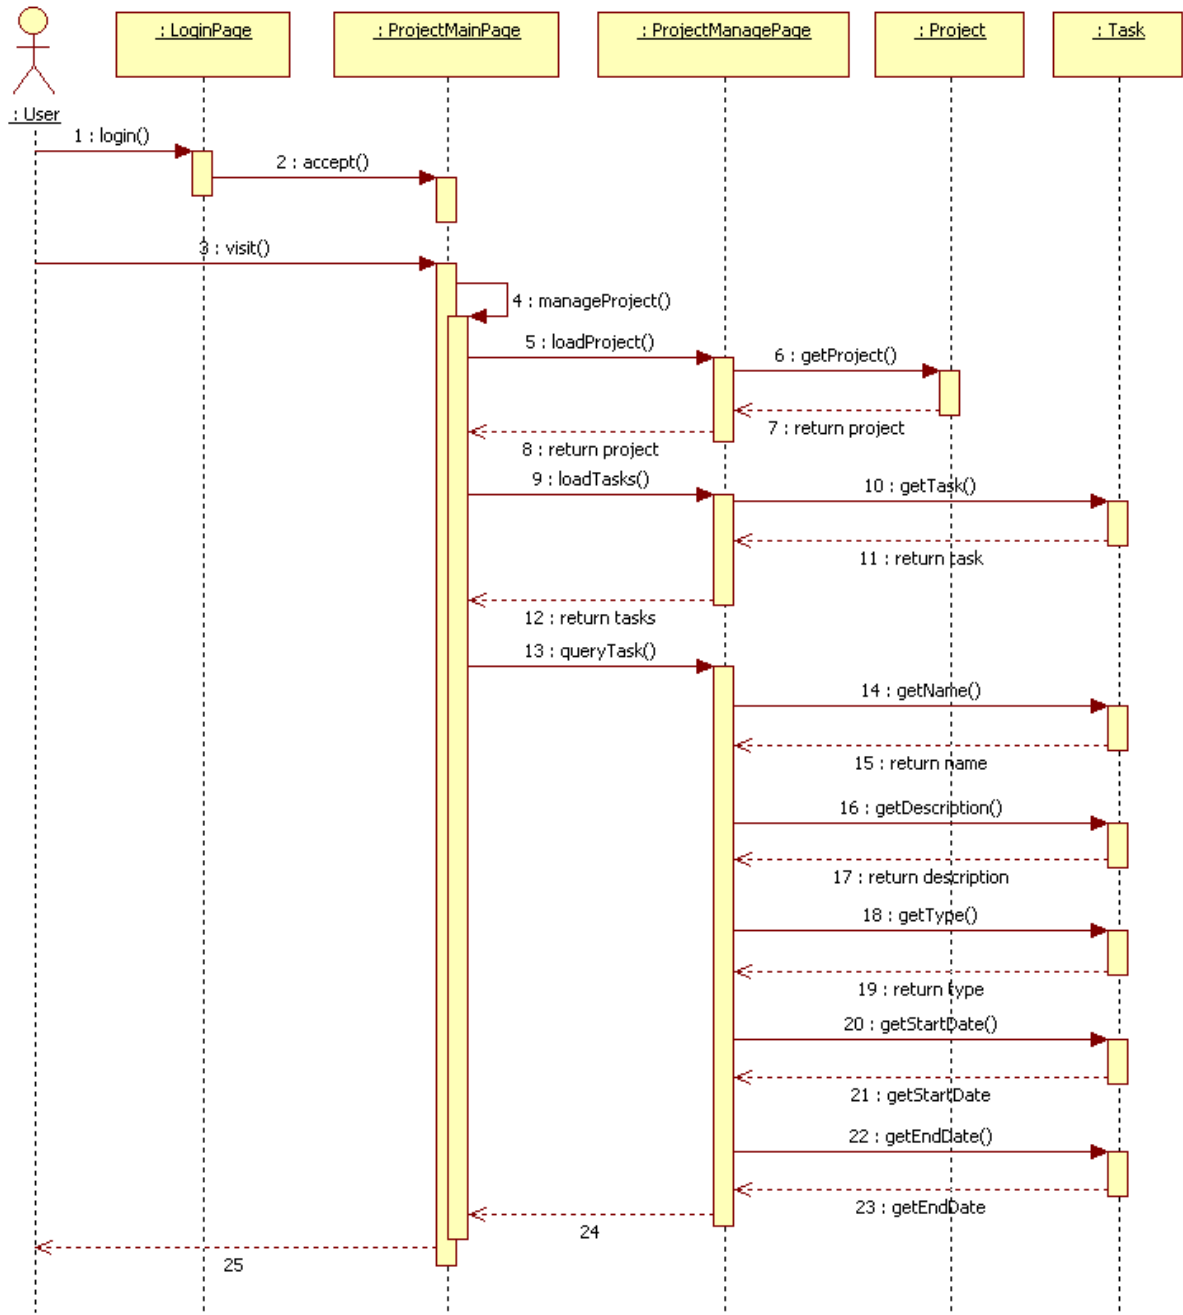 : LoginPage
: ProjectMainPage
: ProjectManagePage
: Project
: Task
: User
1 : login()
2 : accept()
3 : visit()
4 : manageProject()
5 : loadProject()
6 : getProject()
7 : return project
8 : return project
9 : loadTasks()
10 : getTask()
11 : return task
12 : return tasks
13 : queryTask()
14 : getName()
15 : return name
16 : getDescription()
17 : return description
18 : getType()
19 : return type
20 : getStartDate()
21 : getStartDate
22 : getEndDate()
23 : getEndDate
24
25